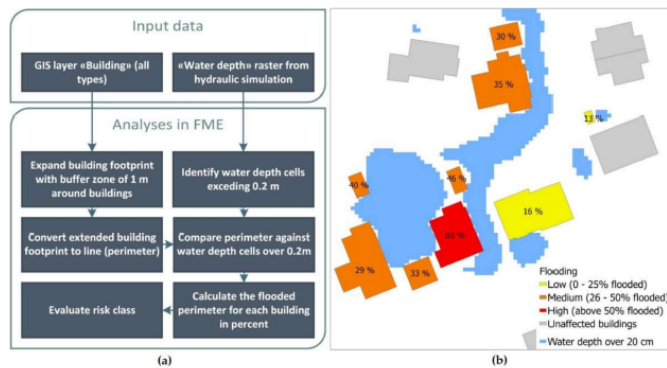 Input data
GIS layer «Building» (all
types)
«Water depth» raster from
hydraulic simulation
Analyses in FME
Expand building footprint
with buffer zone of 1 m
around buildings
Identify water depth cells
exceding 0.2 m
Convert extended building
footprint to line (perimeter)
Compare perimeter against
water depth cells over 0.2m
Evaluate risk class
Calculate the flooded
perimeter for each building
in percent
(a)
30 %
35 %
13 %
40 %
46 %
16 %
29 %
33 %
Flooding
Low (0 - 25% flooded)
Medium (26 - 50% flooded)
High (above 50% flooded)
Unaffected buildings
Water depth over 20 cm
(b)